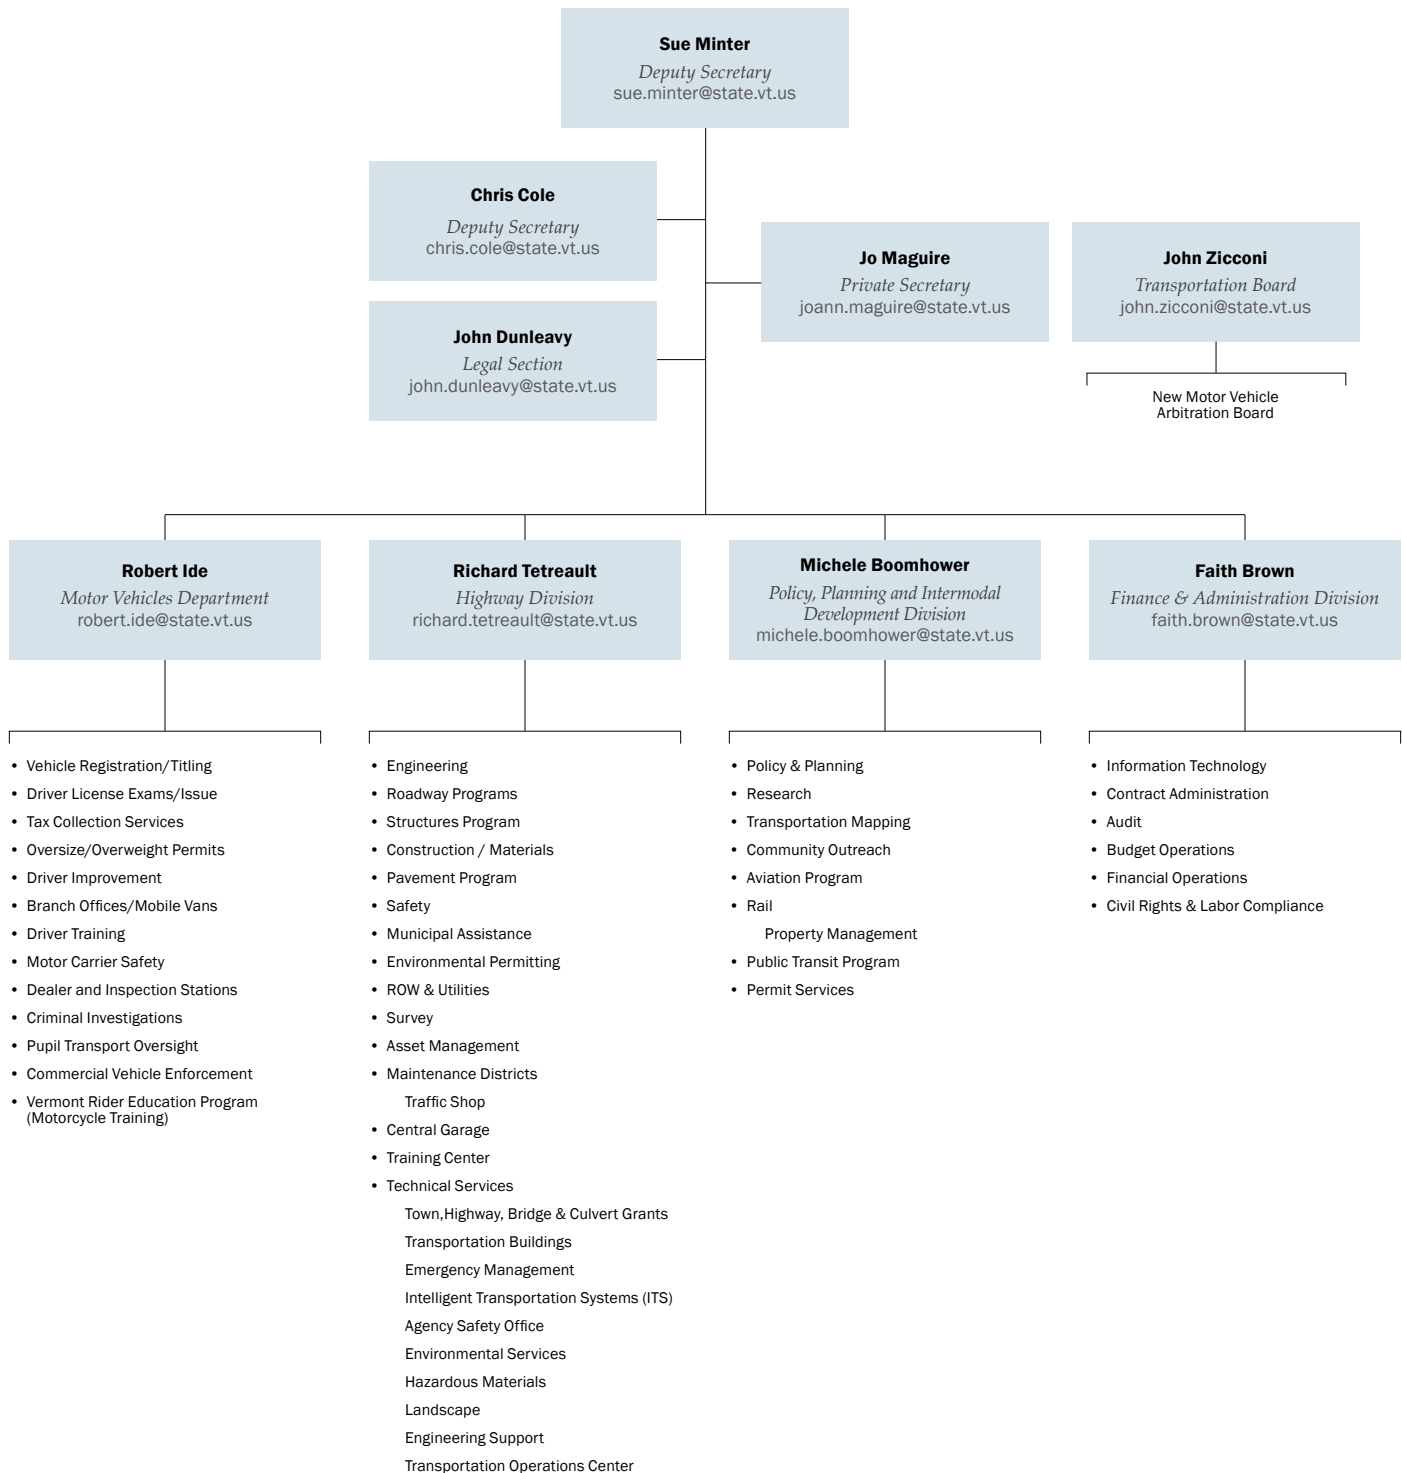 Sue Minter
Deputy Secretary
sue.minter@state.vt.us
Chris Cole
Deputy Secretary
chris.cole@state.vt.us
Jo Maguire
Private Secretary
joann.maguire@state.vt.us
John Zicconi
Transportation Board
john.zicconi@state.vt.us
John Dunleavy
Legal Section
john.dunleavy@state.vt.us
New Motor Vehicle
Arbitration Board
Robert Ide
Motor Vehicles Department
robert.ide@state.vt.us
Richard Tetreault
Highway Division
richard.tetreault@state.vt.us
Michele Boomhower
Policy, Planning and Intermodal
Development Division
michele.boomhower@state.vt.us
Faith Brown
Finance & Administration Division
faith.brown@state.vt.us
• Vehicle Registration/Titling
• Driver License Exams/Issue
• Tax Collection Services
• Oversize/Overweight Permits
• Driver Improvement
• Branch Offices/Mobile Vans
• Driver Training
• Motor Carrier Safety
• Dealer and Inspection Stations
• Criminal Investigations
• Pupil Transport Oversight
• Commercial Vehicle Enforcement
• Vermont Rider Education Program
(Motorcycle Training)
• Engineering
• Roadway Programs
• Structures Program
• Construction / Materials
• Pavement Program
• Safety
• Municipal Assistance
• Environmental Permitting
• ROW & Utilities
• Survey
• Asset Management
• Maintenance Districts
Traffic Shop
• Central Garage
• Training Center
• Technical Services
Town,Highway, Bridge & Culvert Grants
Transportation Buildings
Emergency Management
Intelligent Transportation Systems (ITS)
Agency Safety Office
Environmental Services
Hazardous Materials
Landscape
Engineering Support
Transportation Operations Center
• Policy & Planning
• Research
• Transportation Mapping
• Community Outreach
• Aviation Program
• Rail
Property Management
• Public Transit Program
• Permit Services
• Information Technology
• Contract Administration
• Audit
• Budget Operations
• Financial Operations
• Civil Rights & Labor Compliance